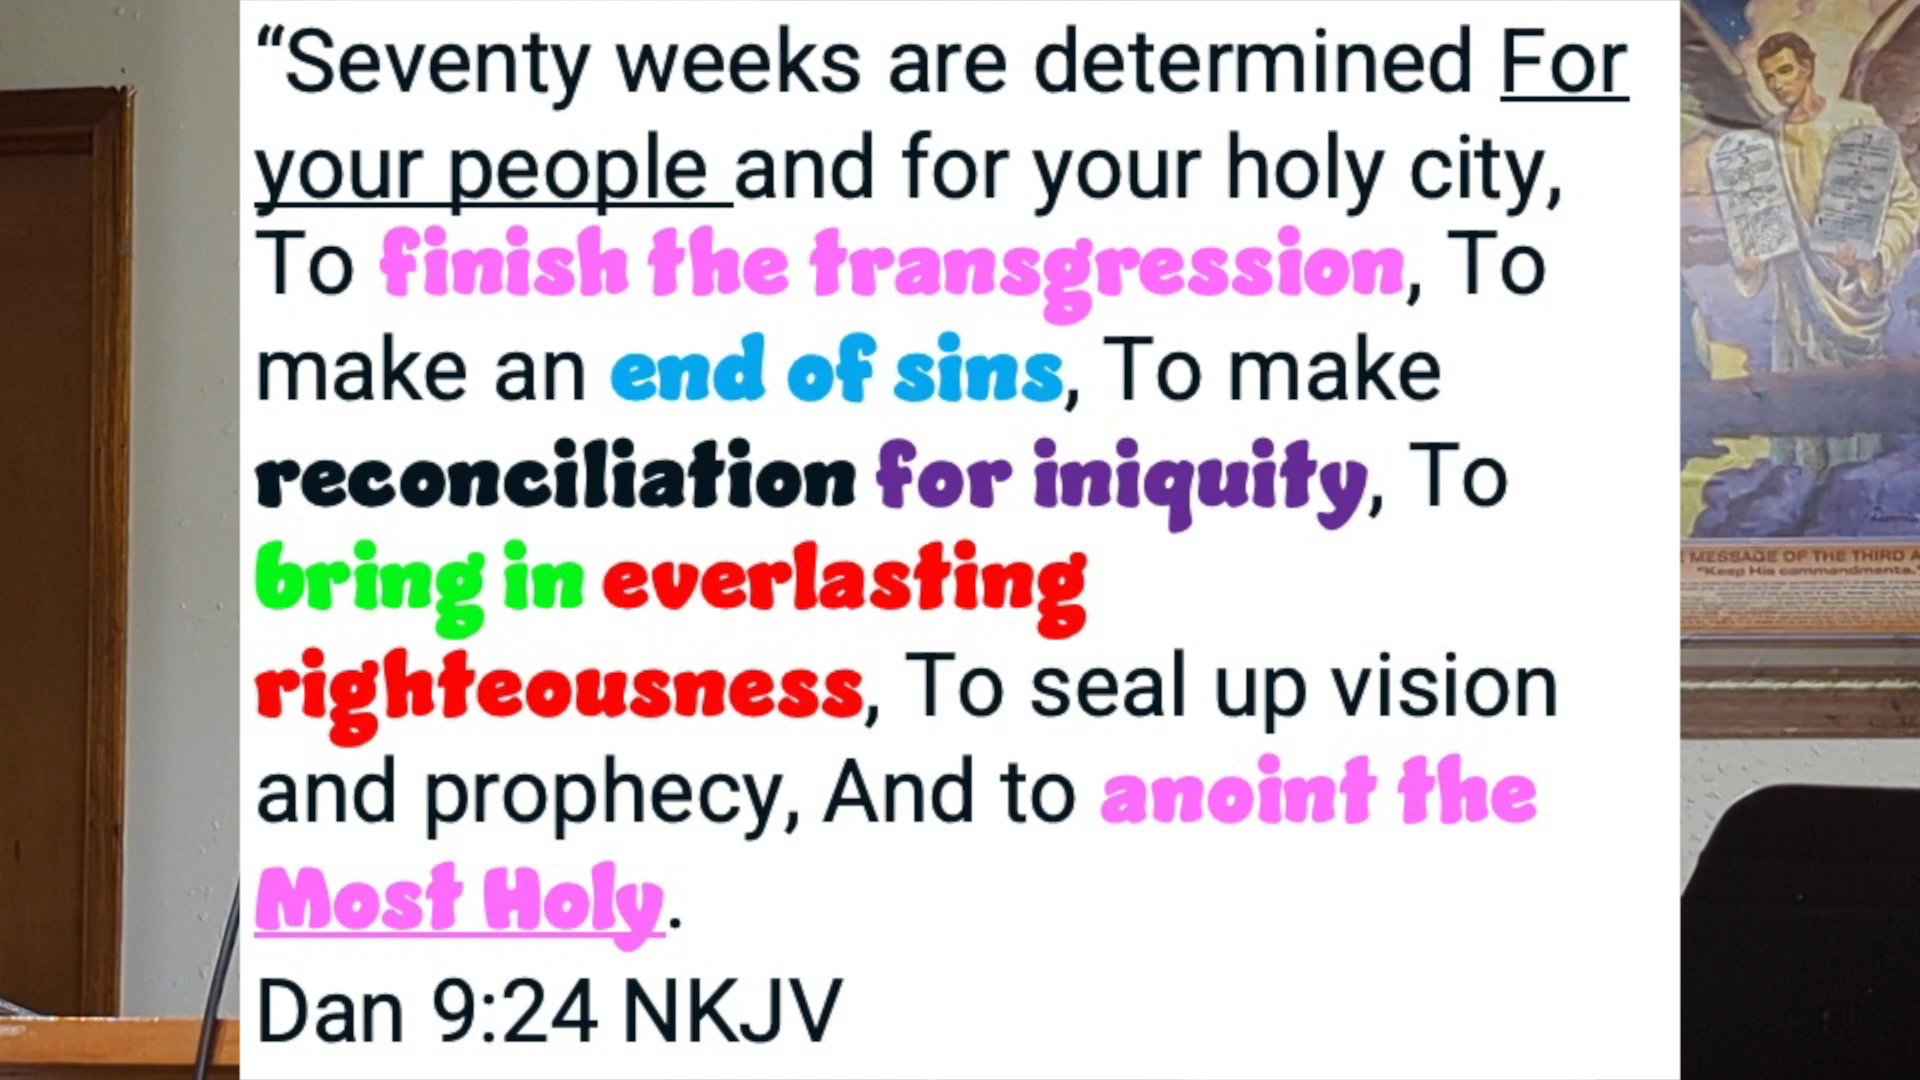 “Seventy weeks are determined For
your people and for your holy city,
To finish the transgression, To
make an end of sins, To make
reconciliation for iniquity, To
bring in everlasting
righteousness, To seal up vision
and prophecy, And to anoint the
Most Holy.
Dan 9:24 NKJV
MESSAGE OF THE THIRD
"Keep His commandments."